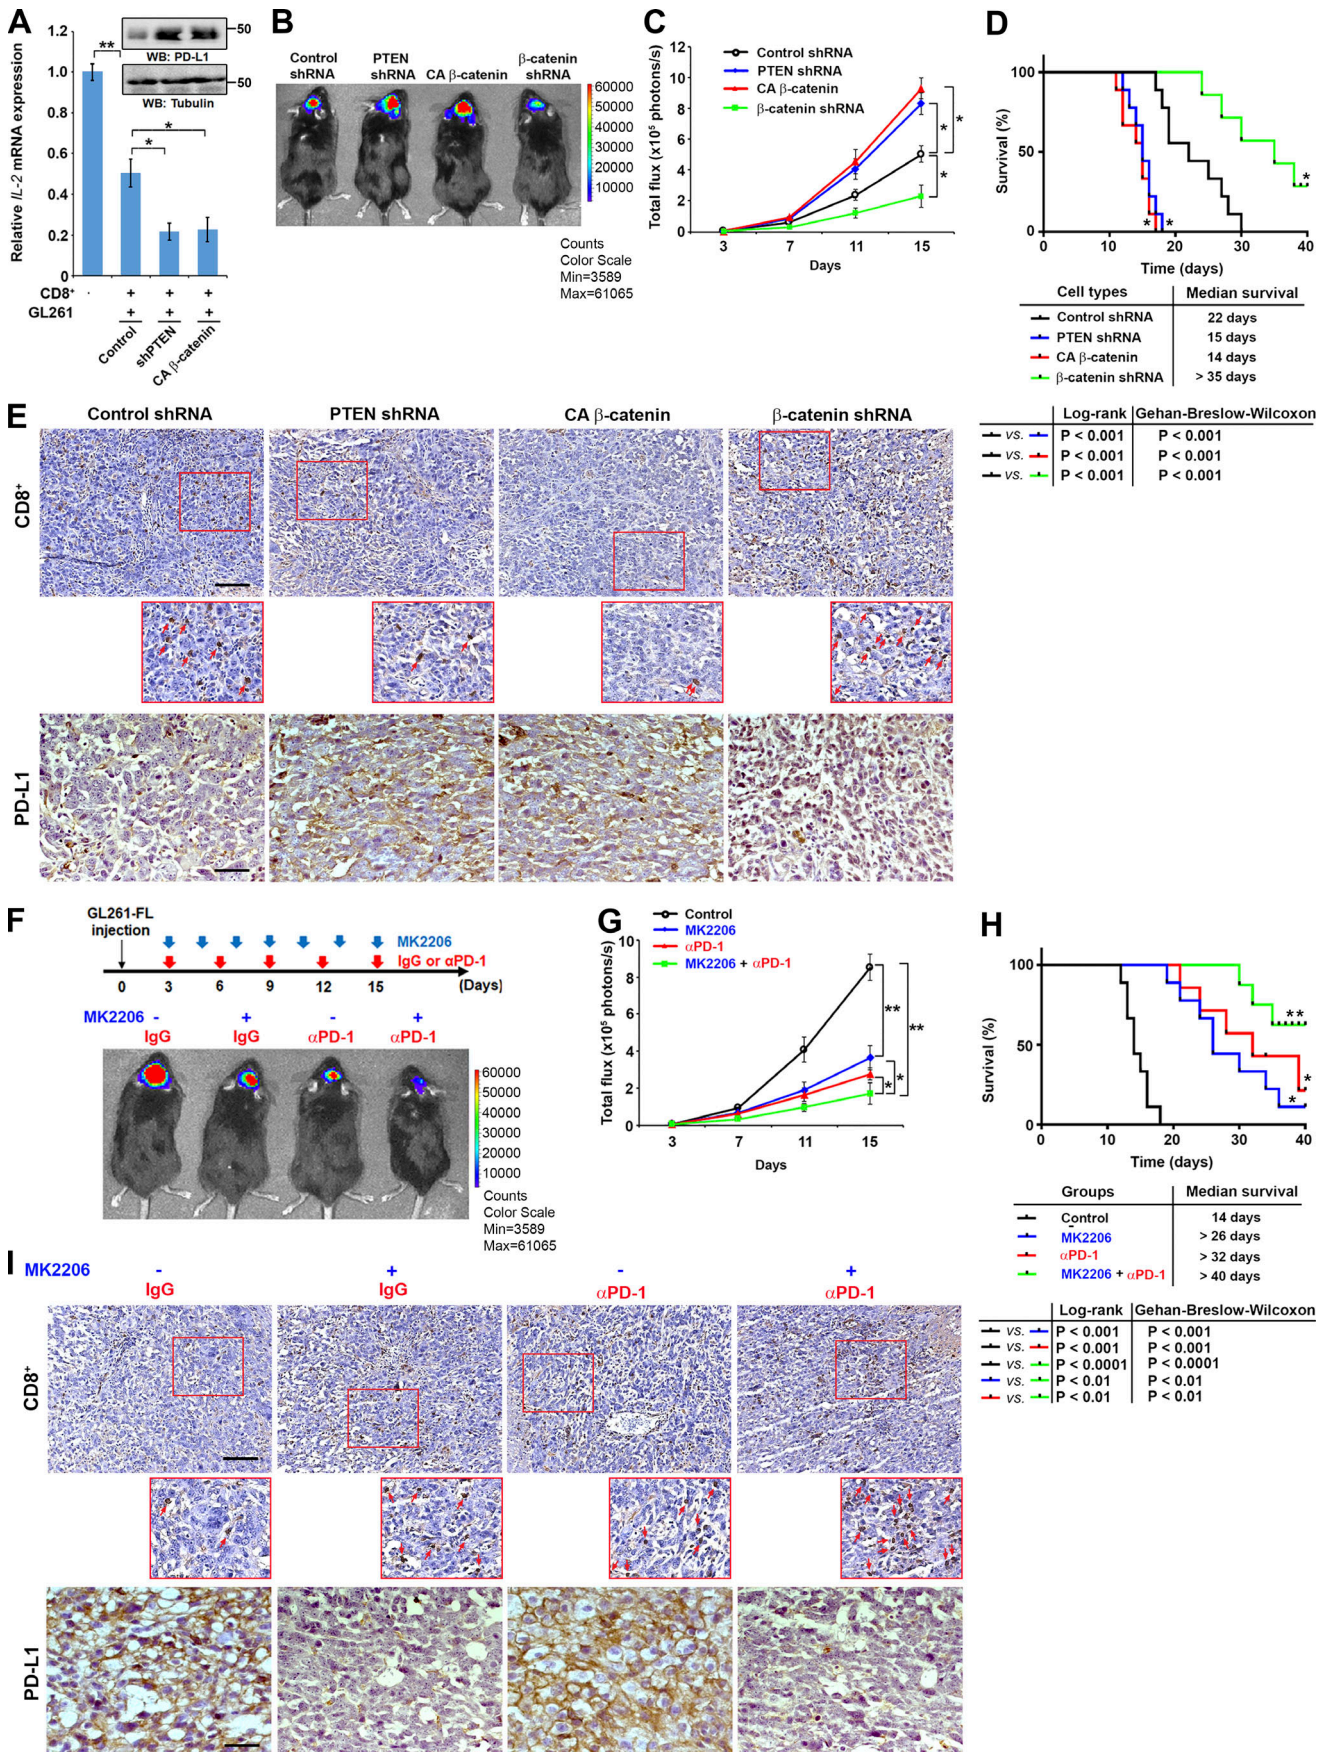 A
Relative IL-2 mRNA expression
1.2
1.0
0.8
0.6
0.4
0.2
0
**
*
*
50
WB: PD-L1
50
WB: Tubulin
CD8⁺ - + + +
GL261 + + +
Control
shPTEN
CA β-catenin
B
Control shRNA
PTEN shRNA
CA β-catenin
β-catenin shRNA
60000
50000
40000
30000
20000
10000
Counts
Color Scale
Min=3589
Max=61065
C
Total flux (x10⁵ photons/s)
12
10
8
6
4
2
0
3 7 11 15
Days
Control shRNA
PTEN shRNA
CA β-catenin
β-catenin shRNA
*
*
*
D
Survival (%)
100
50
0
0 10 20 30 40
Time (days)
*
*
*
Cell types Median survival
Control shRNA 22 days
PTEN shRNA 15 days
CA β-catenin 14 days
β-catenin shRNA > 35 days
Log-rank Gehan-Breslow-Wilcoxon
vs. P < 0.001 P < 0.001
vs. P < 0.001 P < 0.001
vs. P < 0.001 P < 0.001
E
Control shRNA
PTEN shRNA
CA β-catenin
β-catenin shRNA
CD8⁺
PD-L1
F
GL261-FL
injection
MK2206
IgG or αPD-1
0 3 6 9 12 15 (Days)
MK2206 - + - +
IgG IgG αPD-1 αPD-1
60000
50000
40000
30000
20000
10000
Counts
Color Scale
Min=3589
Max=61065
G
Control
MK2206
αPD-1
MK2206 + αPD-1
Total flux (x10⁵ photons/s)
10
8
6
4
2
0
3 7 11 15
Days
**
**
*
*
H
Survival (%)
100
50
0
0 10 20 30 40
Time (days)
**
*
*
Groups Median survival
Control 14 days
MK2206 > 26 days
αPD-1 > 32 days
MK2206 + αPD-1 > 40 days
Log-rank Gehan-Breslow-Wilcoxon
vs. P < 0.001 P < 0.001
vs. P < 0.001 P < 0.001
vs. P < 0.0001 P < 0.0001
vs. P < 0.01 P < 0.01
vs. P < 0.01 P < 0.01
I
MK2206 - + - +
IgG IgG αPD-1 αPD-1
CD8⁺
PD-L1